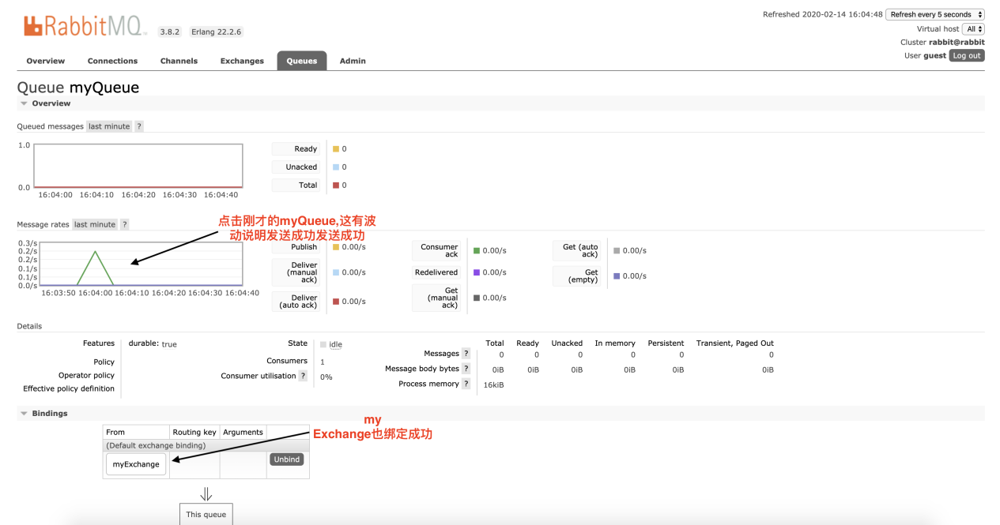 RabbitMQ 3.8.2 Erlang 22.2.6
Refreshed 2020-02-14 16:04:48 Refresh every 5 seconds
Virtual host All
Cluster rabbit@rabbit
User guest Log out
Overview Connections Channels Exchanges Queues Admin
Queue myQueue
Overview
Queued messages last minute ?
1.0
0.0
16:04:00 16:04:10 16:04:20 16:04:30 16:04:40
Ready 0
Unacked 0
Total 0
Message rates last minute ?
点击刚才的myQueue,这有波
动说明发送成功发送成功
0.3/s
0.2/s
0.2/s
0.1/s
0.1/s
0.0/s
16:03:50 16:04:00 16:04:10 16:04:20 16:04:30 16:04:40
Publish 0.00/s
Deliver
(manual
ack)
0.00/s
Deliver
(auto ack)
0.00/s
Consumer
ack
0.00/s
Redelivered 0.00/s
Get
(manual
ack)
0.00/s
Get (auto
ack)
0.00/s
Get
(empty)
0.00/s
Details
Features durable: true
Policy
Operator policy
Effective policy definition
State idle
Consumers 1
Consumer utilisation ? 0%
Total Ready Unacked In memory Persistent Transient, Paged Out
Messages ? 0 0 0 0 0 0
Message body bytes ? 0iB 0iB 0iB 0iB 0iB 0iB
Process memory ? 16kiB
Bindings
my
Exchange也绑定成功
From Routing key Arguments
(Default exchange binding)
myExchange Unbind
⇓
This queue